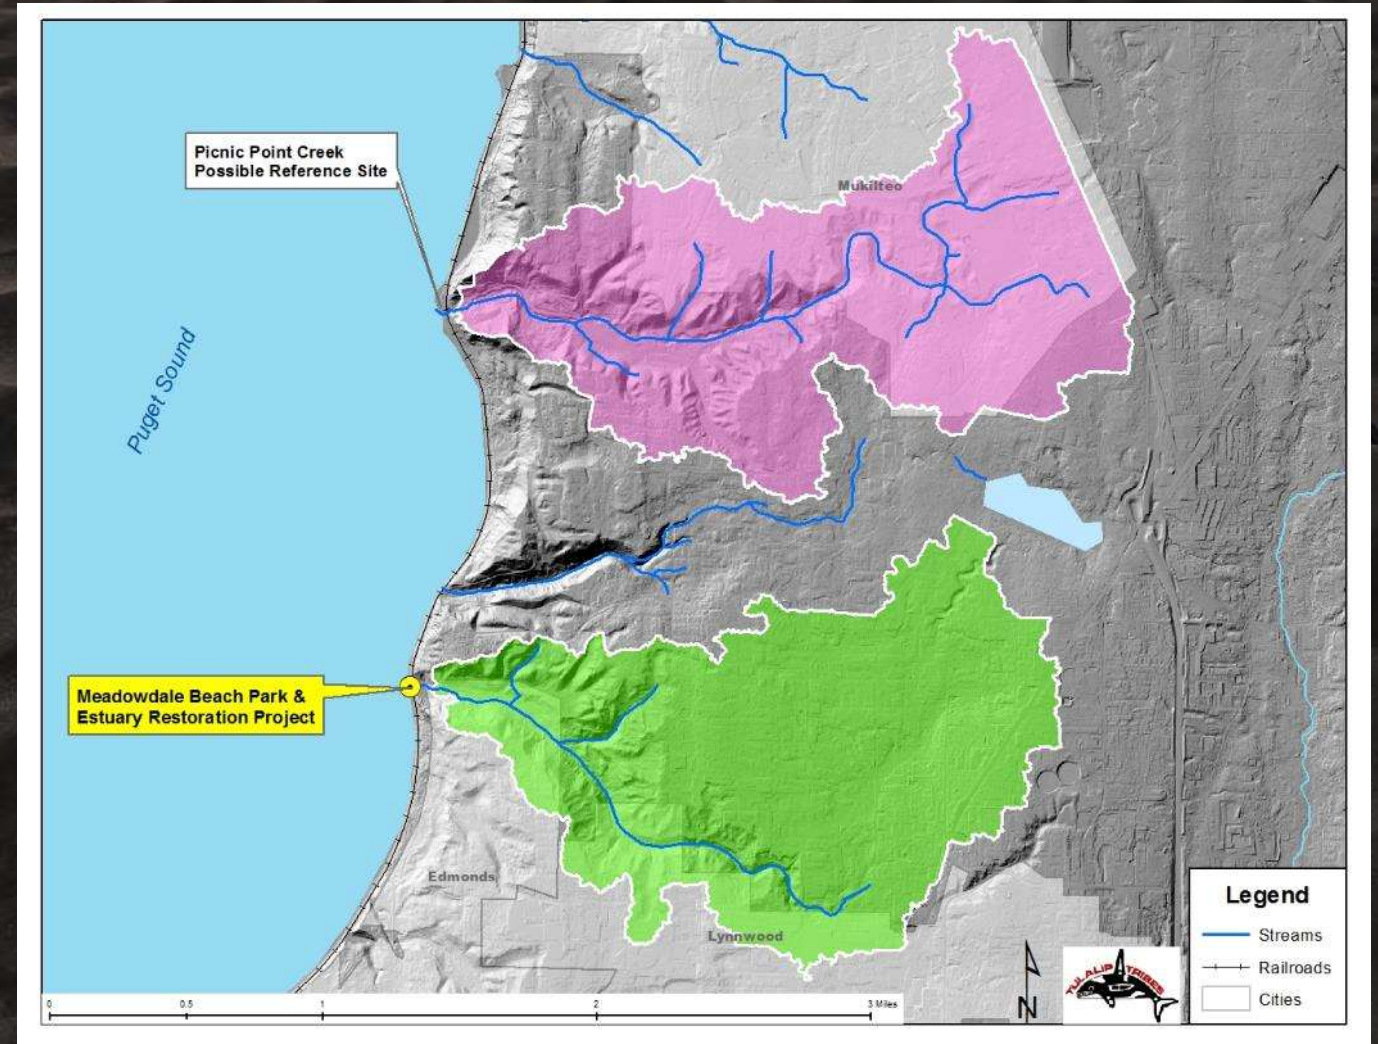 Picnic Point Creek
Possible Reference Site
Mukilteo
Puget Sound
Meadowdale Beach Park &
Estuary Restoration Project
Edmonds
Lynnwood
Legend
Streams
Railroads
Cities
TULALIP TRIBES
N
0 0.5 1 2 3 Miles